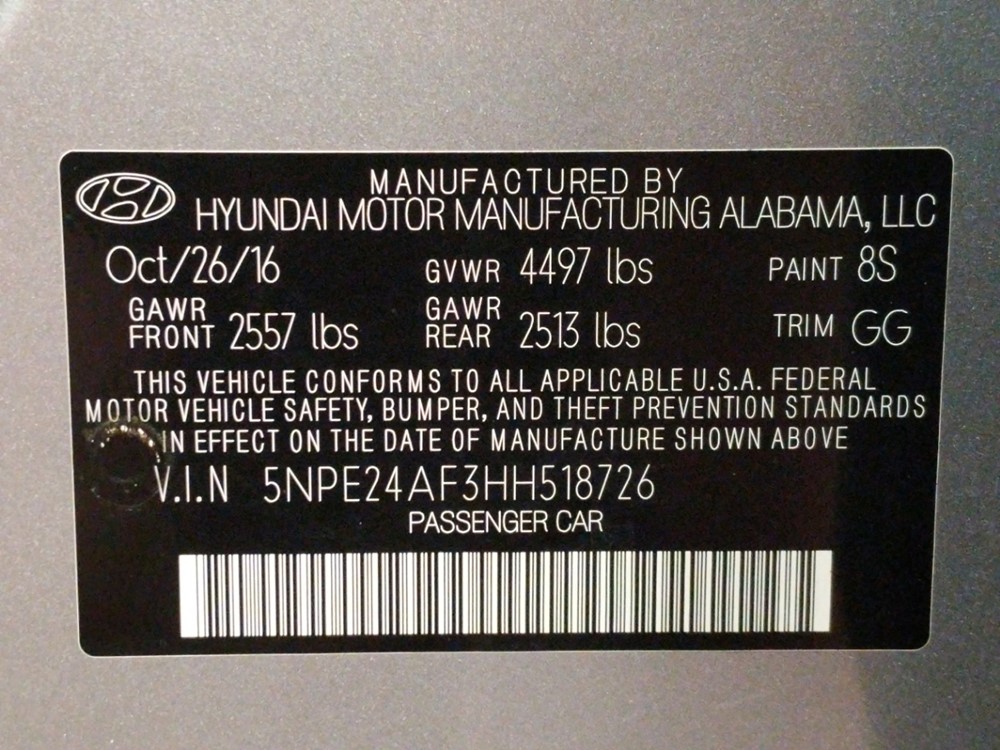 MANUFACTURED BY
HYUNDAI MOTOR MANUFACTURING ALABAMA, LLC
Oct/26/16 GVWR 4497 lbs PAINT 8S
GAWR FRONT 2557 lbs GAWR REAR 2513 lbs TRIM GG
THIS VEHICLE CONFORMS TO ALL APPLICABLE U.S.A. FEDERAL
MOTOR VEHICLE SAFETY, BUMPER, AND THEFT PREVENTION STANDARDS
IN EFFECT ON THE DATE OF MANUFACTURE SHOWN ABOVE
V.I.N 5NPE24AF3HH518726
PASSENGER CAR